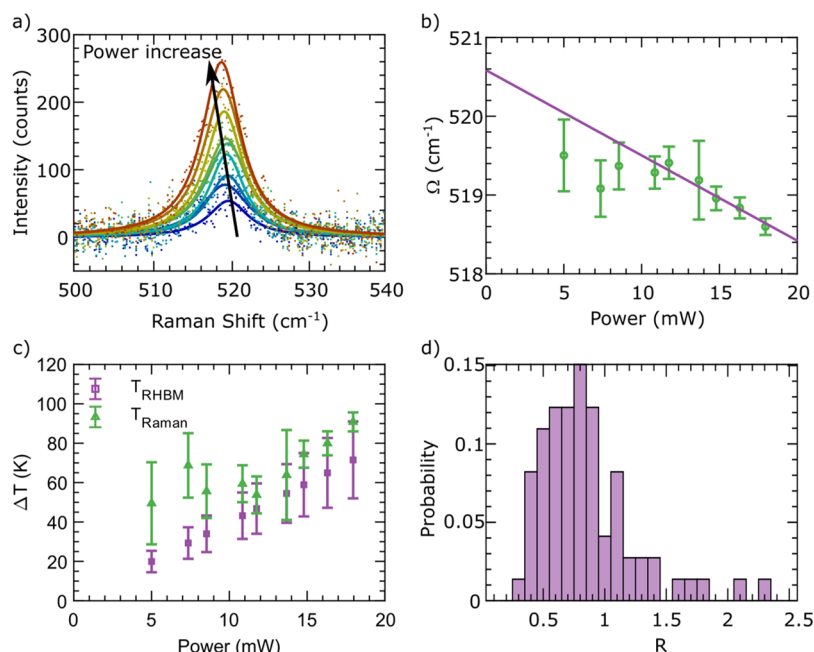 a)
Power increase
300
200
100
0
Intensity (counts)
500
510
520
530
540
Raman Shift (cm-1)
b)
521
520
519
518
Ω (cm-1)
0
5
10
15
20
Power (mW)
c)
TRHBM
TRaman
120
100
80
60
40
20
0
ΔT (K)
0
5
10
15
20
Power (mW)
d)
0.15
0.1
0.05
0
Probability
0.5
1
1.5
2
2.5
R